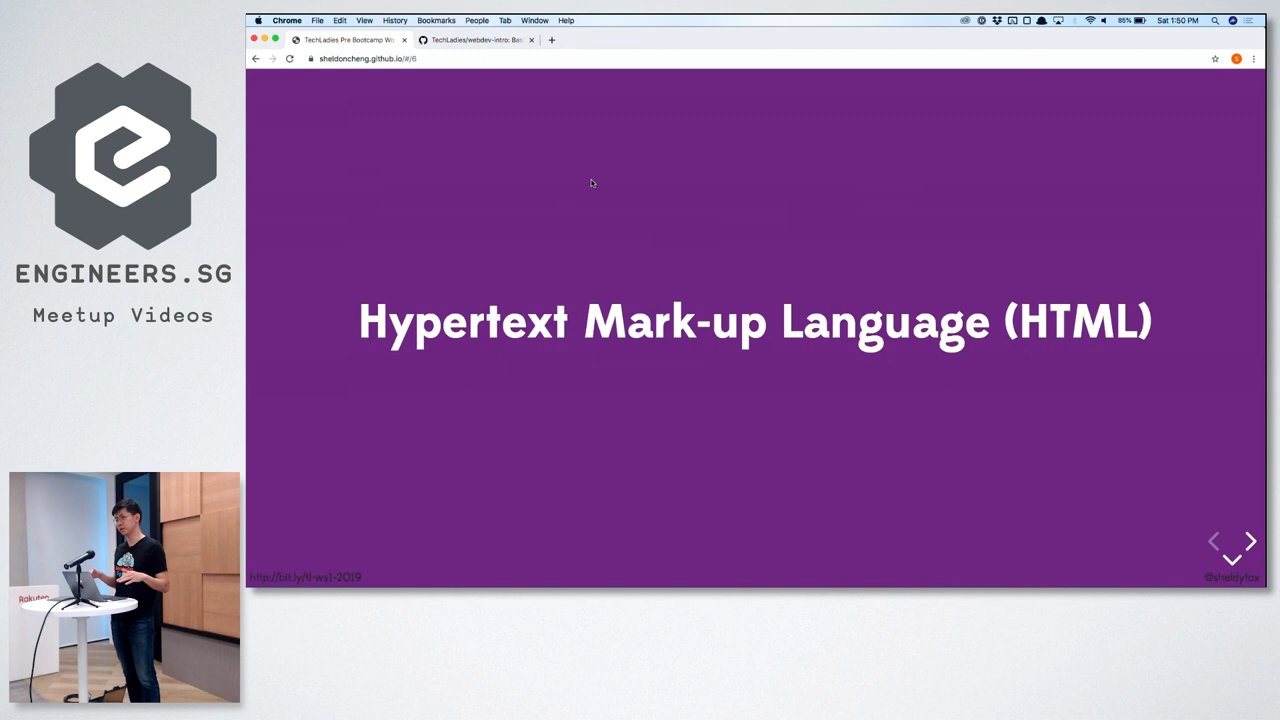 Chrome File Edit View History Bookmarks People Tab Window Help
85% Sat 1:50 PM
TechLadies Pre Bootcamp Wo
TechLadies/webdev-intro: Bas
sheldoncheng.github.io/#/6
S
ENGINEERS.SG
Meetup Videos
Hypertext Mark-up Language (HTML)
http://bit.ly/tl-ws1-2019
@sheldytox
Rakuten